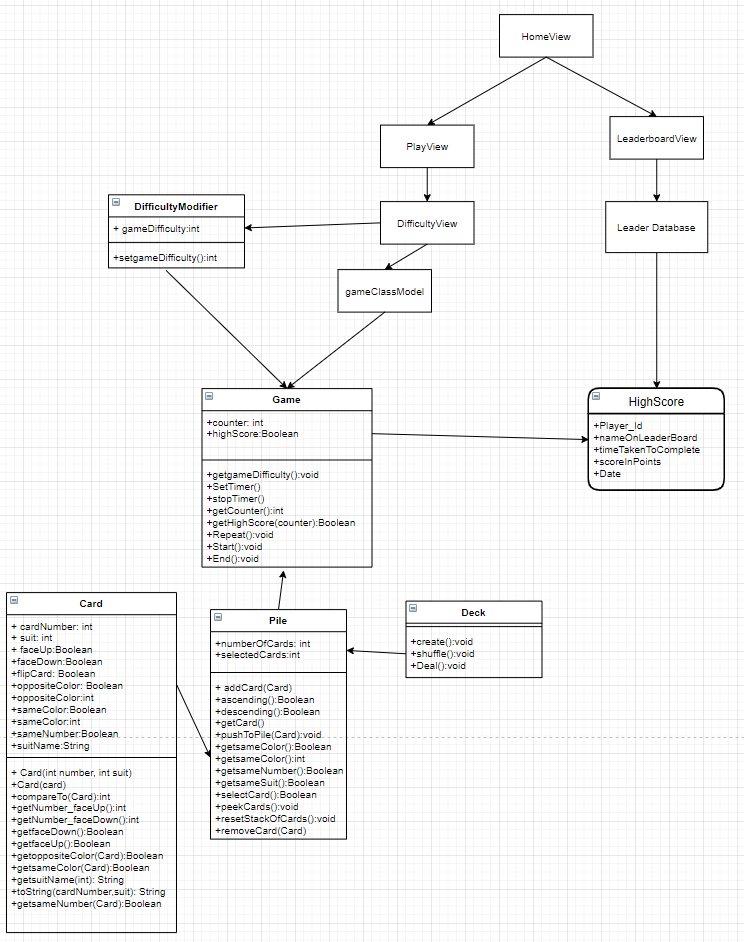 HomeView
PlayView
LeaderboardView
DifficultyModifier
+ gameDifficulty:int
+setgameDifficulty():int
DifficultyView
Leader Database
gameClassModel
Game
+counter: int
+highScore:Boolean
+getgameDifficulty():void
+SetTimer()
+stopTimer()
+getCounter():int
+getHighScore(counter):Boolean
+Repeat():void
+Start():void
+End():void
HighScore
+Player_Id
+nameOnLeaderBoard
+timeTakenToComplete
+scoreInPoints
+Date
Card
+ cardNumber: int
+ suit: int
+ faceUp:Boolean
+faceDown:Boolean
+flipCard: Boolean
+oppositeColor: Boolean
+oppositeColor:int
+sameColor:Boolean
+sameColor:int
+sameNumber:Boolean
+suitName:String
+ Card(int number, int suit)
+Card(card)
+compareTo(Card):int
+getNumber_faceUp():int
+getNumber_faceDown():int
+getfaceDown():Boolean
+getfaceUp():Boolean
+getoppositeColor(Card):Boolean
+getsameColor(Card):Boolean
+getsuitName(int): String
+toString(cardNumber,suit): String
+getsameNumber(Card):Boolean
Pile
+numberOfCards: int
+selectedCards:int
+ addCard(Card)
+ascending():Boolean
+descending():Boolean
+getCard()
+pushToPile(Card):void
+getsameColor():Boolean
+getsameColor():int
+getsameNumber():Boolean
+getsameSuit():Boolean
+selectCard():Boolean
+peekCards():void
+resetStackOfCards():void
+removeCard(Card)
Deck
+create():void
+shuffle():void
+Deal():void